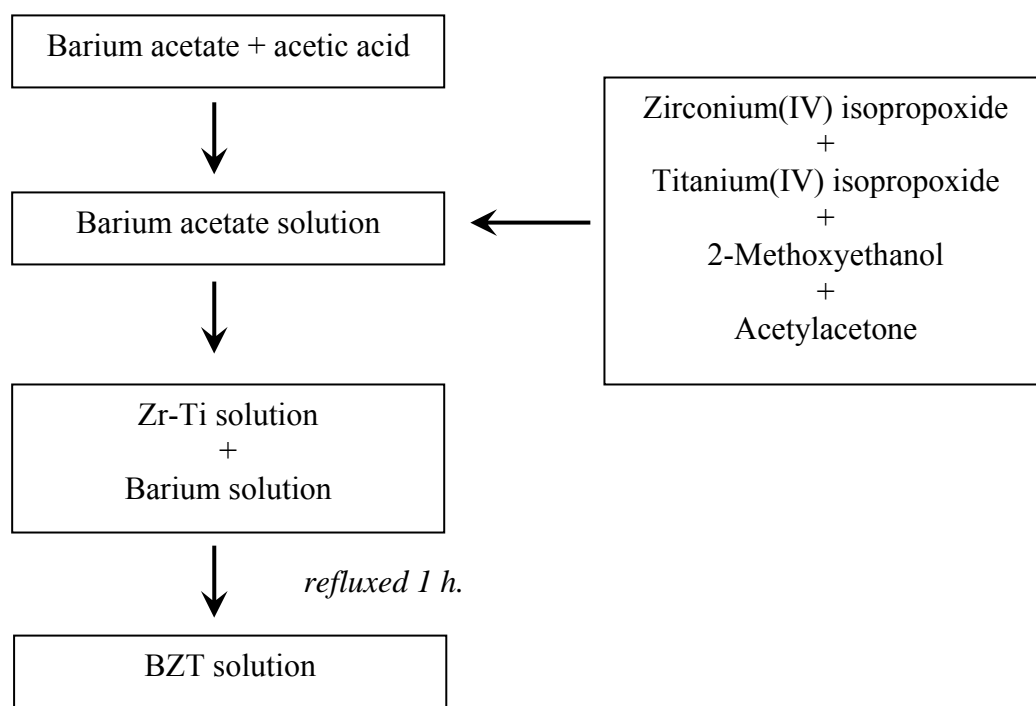 Barium acetate + acetic acid
Zirconium(IV) isopropoxide
+
Titanium(IV) isopropoxide
+
2-Methoxyethanol
+
Acetylacetone
Barium acetate solution
Zr-Ti solution
+
Barium solution
refluxed 1 h.
BZT solution